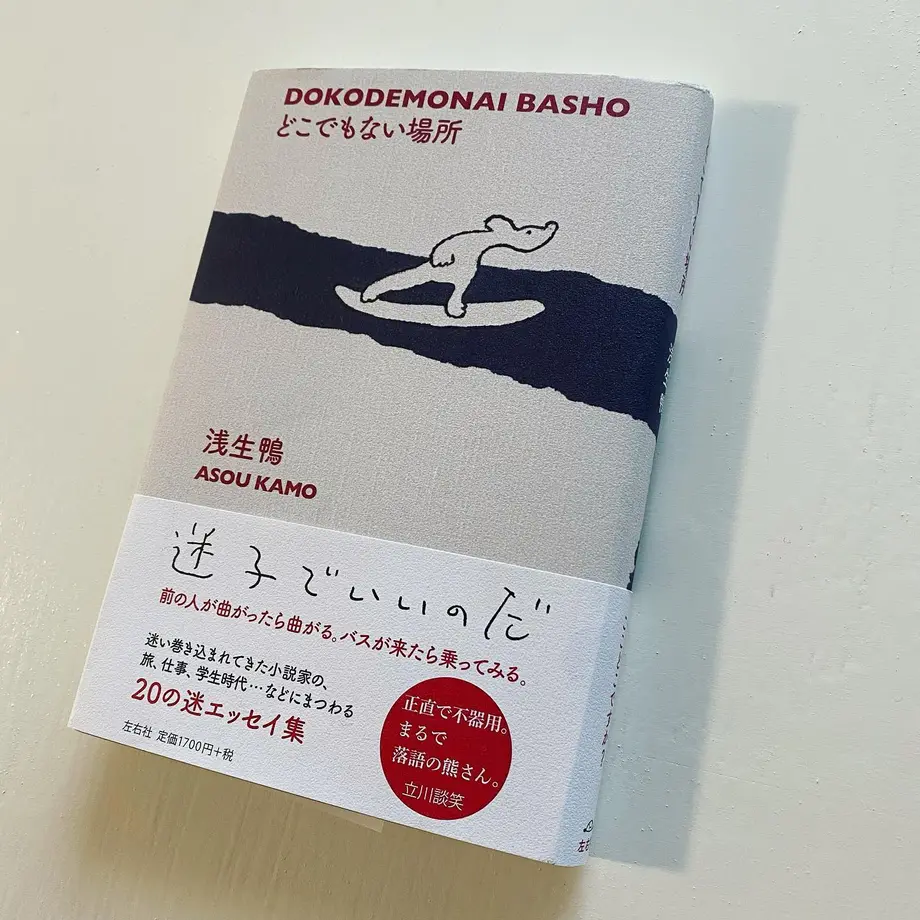 DOKODEMONAI BASHO
どこでもない場所
浅生鴨
ASOU KAMO
迷子でいいのだ
前の人が曲がったら曲がる。バスが来たら乗ってみる。
迷い巻き込まれてきた小説家の、
旅、仕事、学生時代…などにまつわる
20の迷エッセイ集
左右社 定価1700円+税
正直で不器用。
まるで
落語の熊さん。
立川談笑